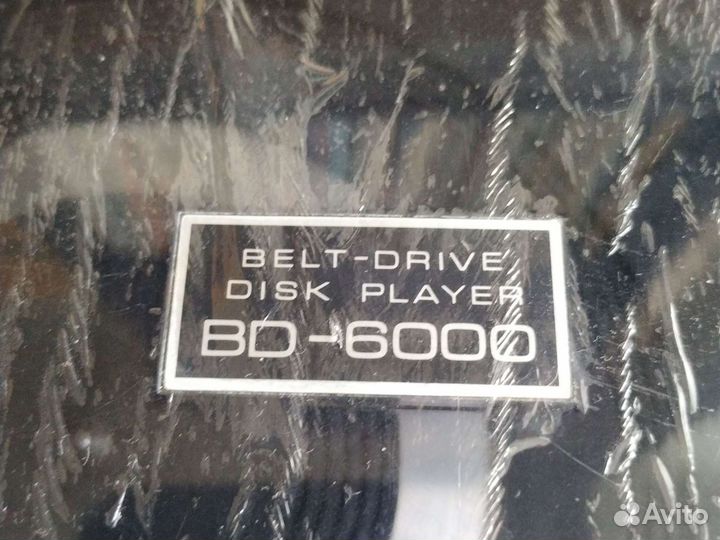 BELT-DRIVE
DISK PLAYER
BD-6000
Avito